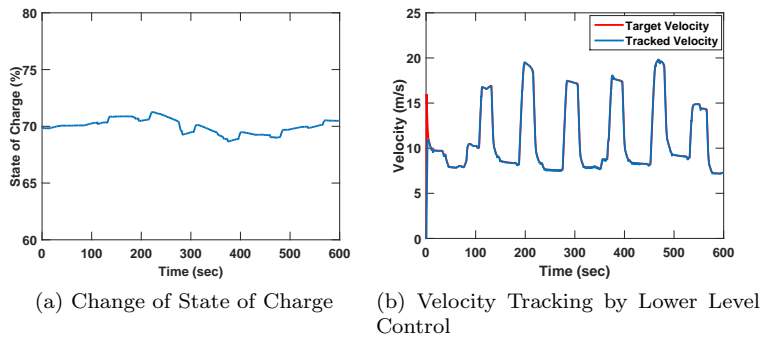 80
75
70
65
60
State of Charge (%)
0 100 200 300 400 500 600
Time (sec)
(a) Change of State of Charge
25
20
15
10
5
0
Velocity (m/s)
Target Velocity
Tracked Velocity
0 100 200 300 400 500 600
Time (sec)
(b) Velocity Tracking by Lower Level
Control